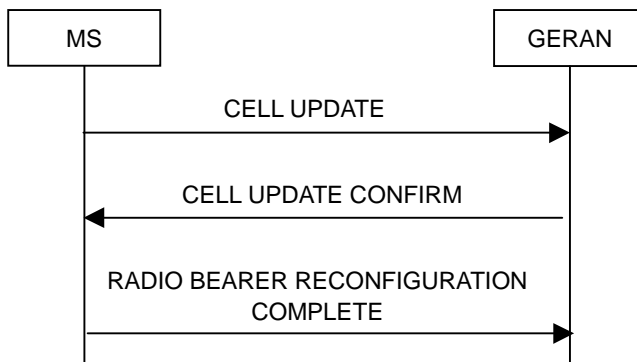 MS
GERAN
CELL UPDATE
CELL UPDATE CONFIRM
RADIO BEARER RECONFIGURATION
COMPLETE